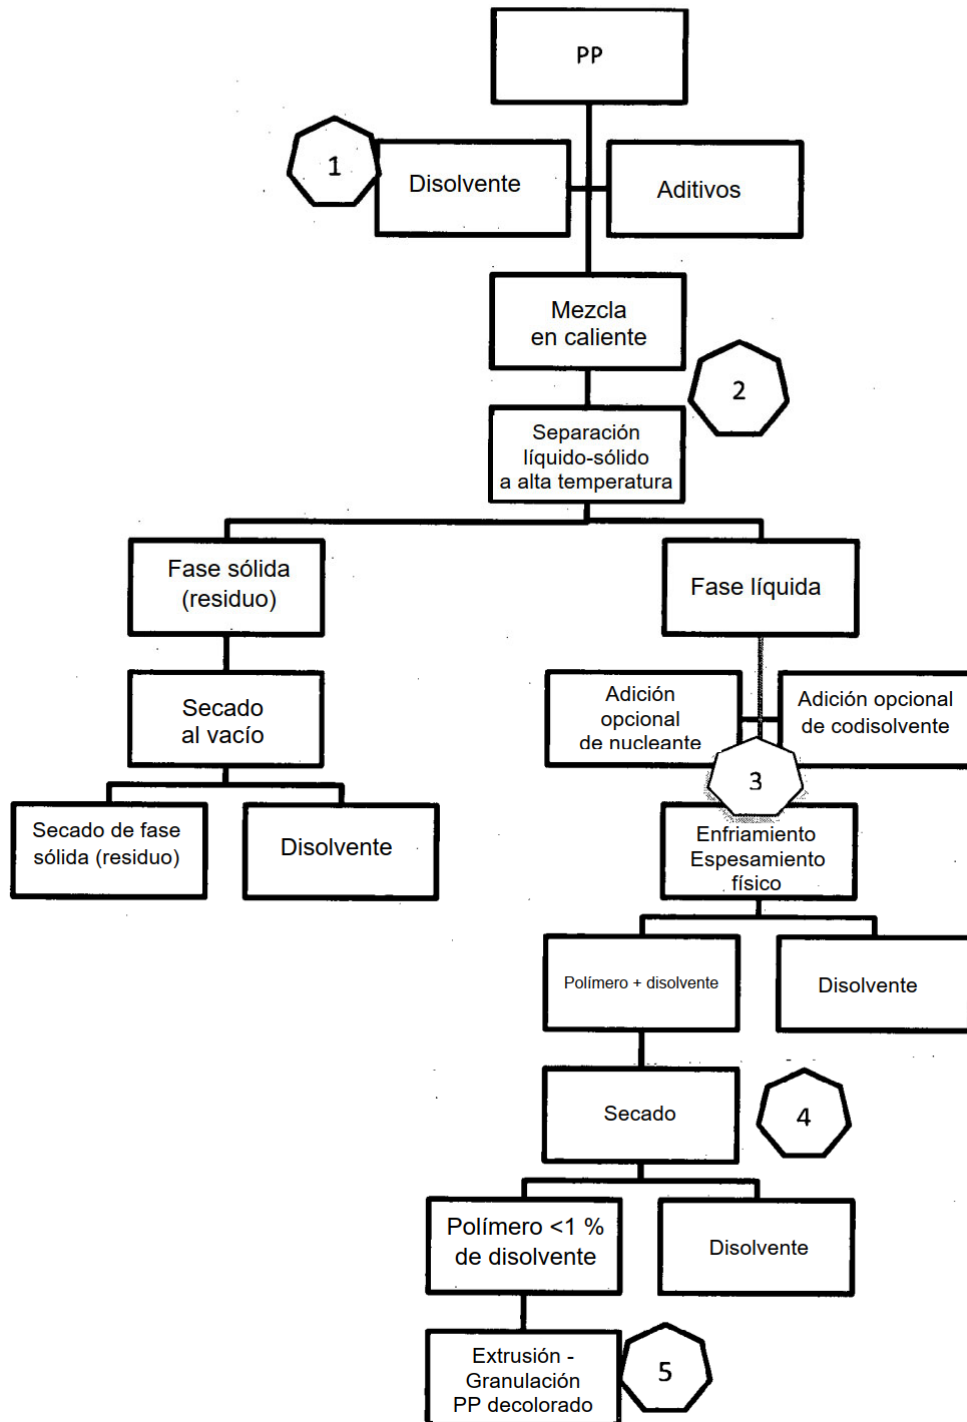 PP
1
Disolvente
Aditivos
Mezcla
en caliente
2
Separación
líquido-sólido
a alta temperatura
Fase sólida
(residuo)
Fase líquida
Secado
al vacío
Adición
opcional
de nucleante
Adición opcional
de codisolvente
3
Secado de fase
sólida (residuo)
Disolvente
Enfriamiento
Espesamiento
físico
Polímero + disolvente
Disolvente
Secado
4
Polímero <1 %
de disolvente
Disolvente
Extrusión -
Granulación
PP decolorado
5